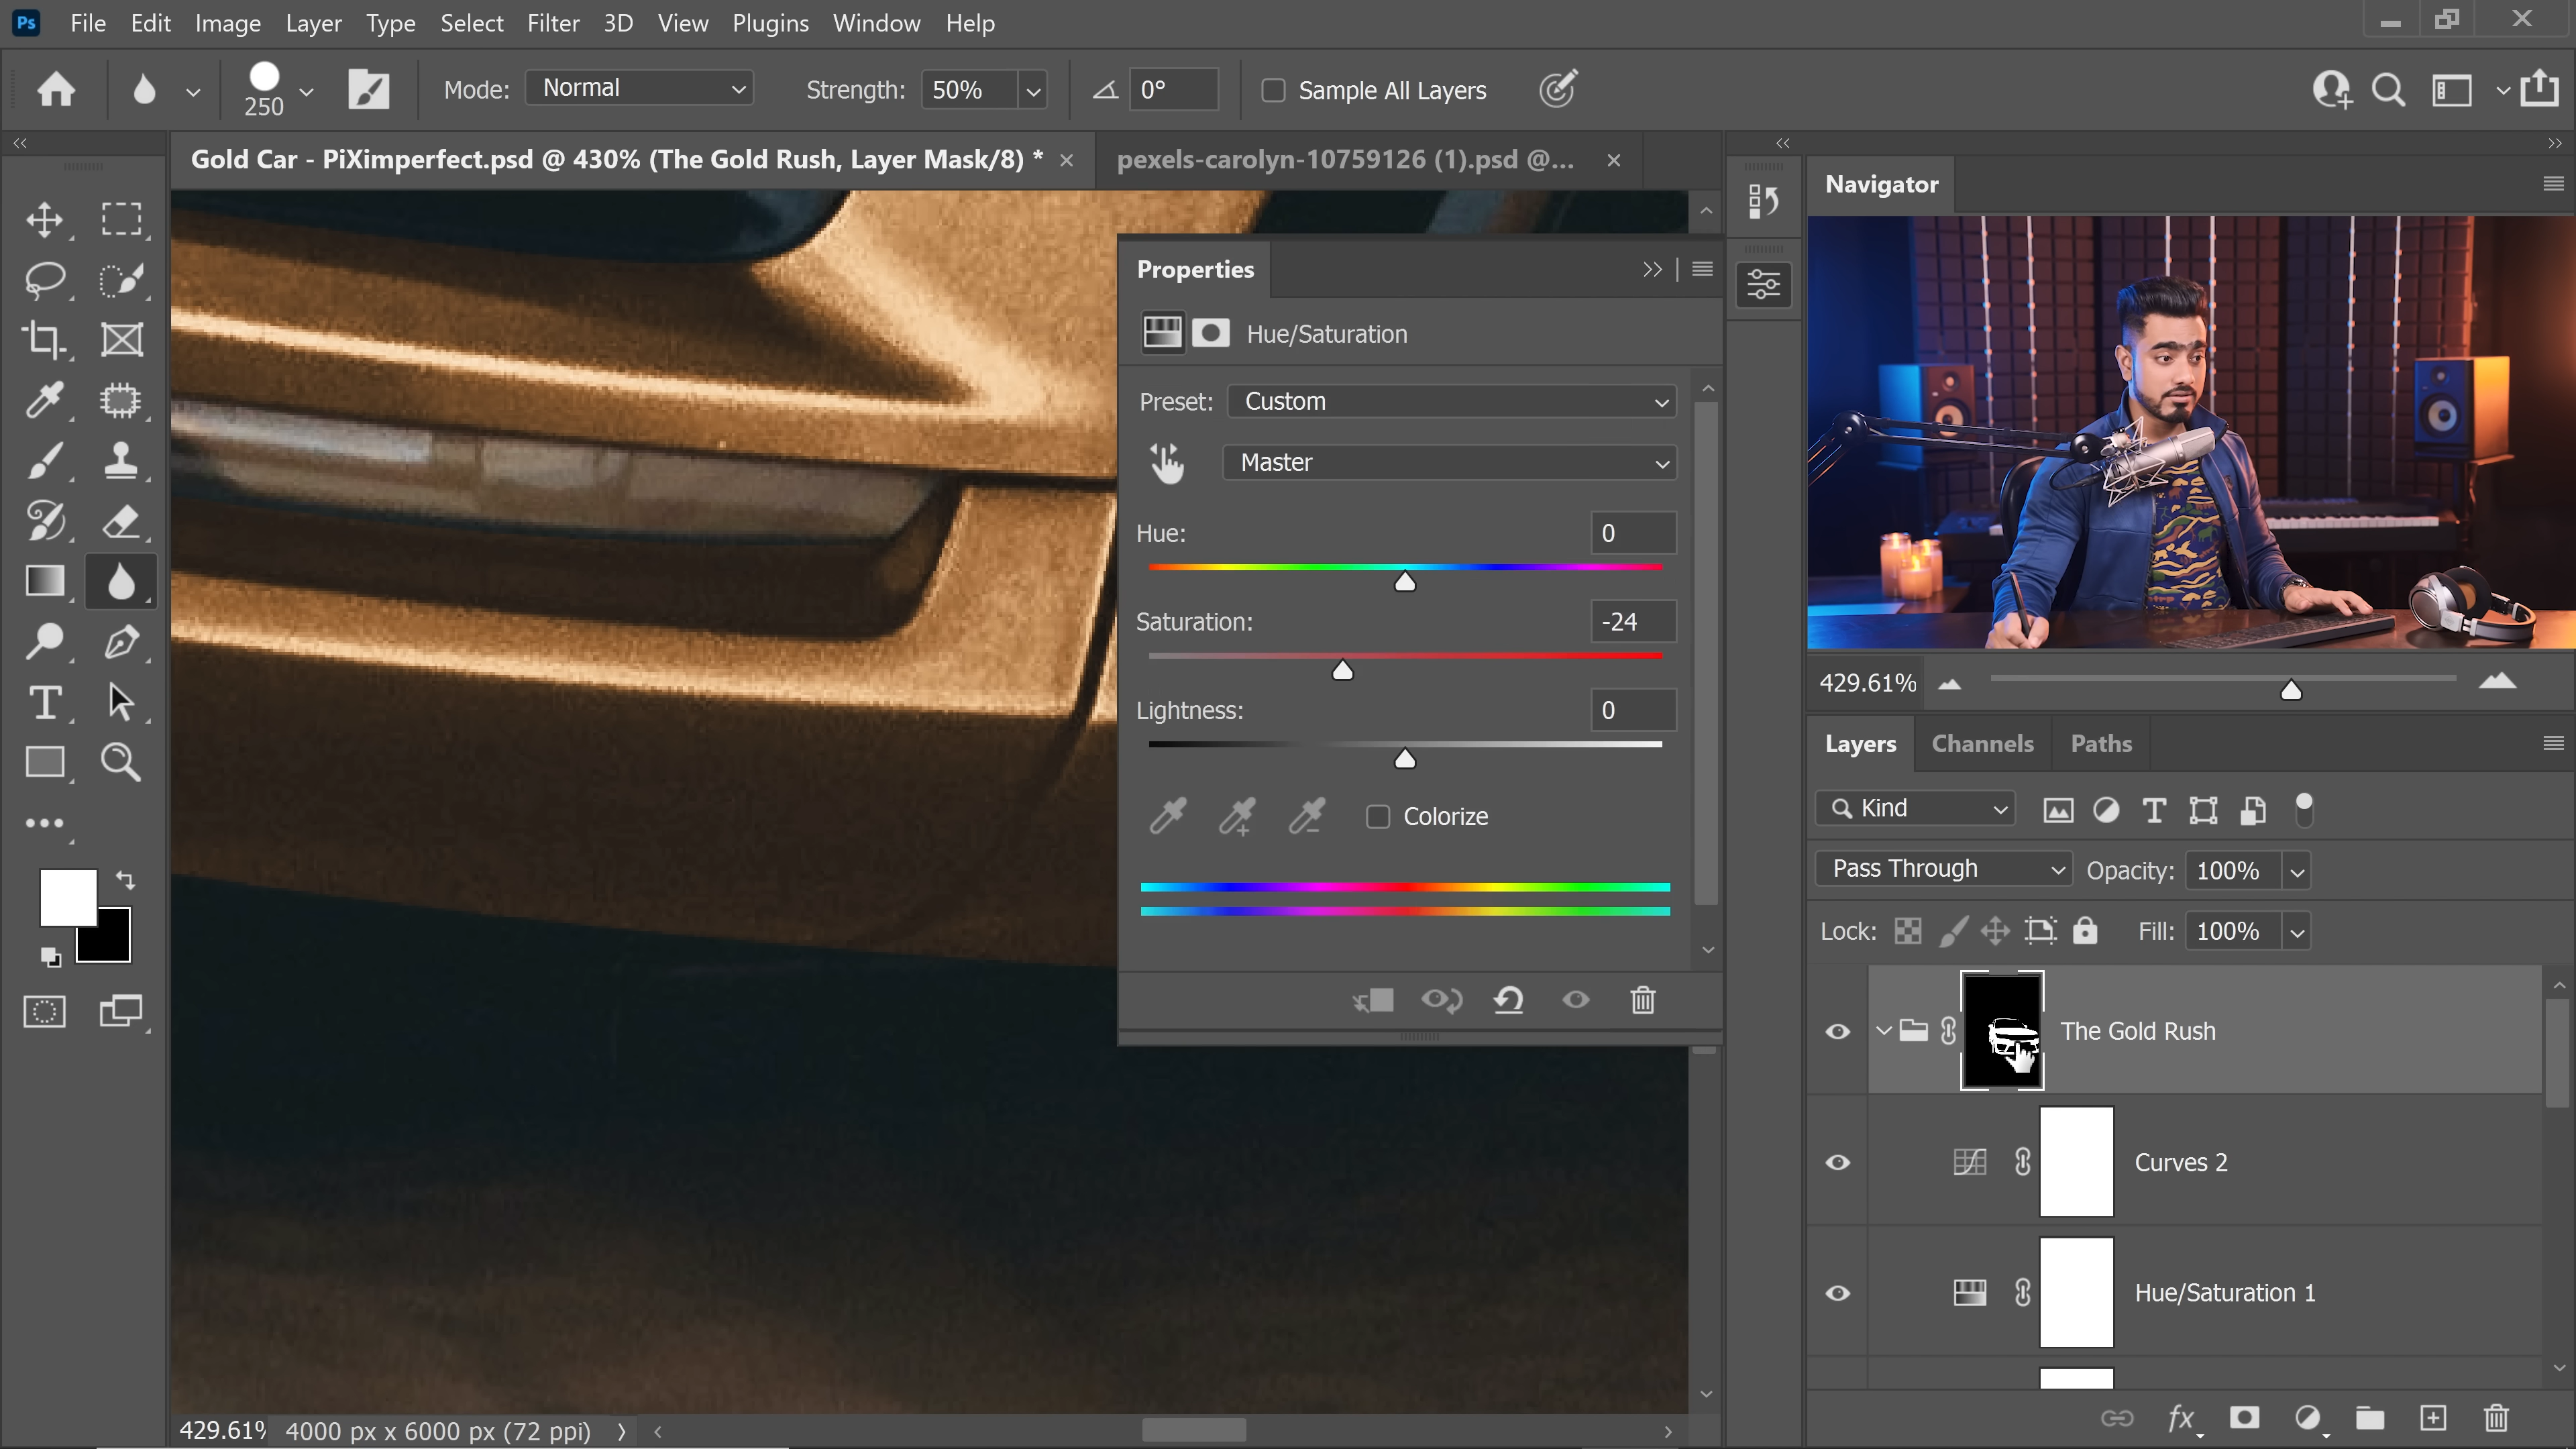 Ps File Edit Image Layer Type Select Filter 3D View Plugins Window Help
250 Mode: Normal Strength: 50% 0° Sample All Layers
Gold Car - PiXimperfect.psd @ 430% (The Gold Rush, Layer Mask/8) * × pexels-carolyn-10759126 (1).psd @... ×
Properties
Hue/Saturation
Preset: Custom
Master
Hue: 0
Saturation: -24
Lightness: 0
Colorize
Navigator
429.61%
Layers Channels Paths
Kind
Pass Through Opacity: 100%
Lock: Fill: 100%
The Gold Rush
Curves 2
Hue/Saturation 1
fx
429.61% 4000 px x 6000 px (72 ppi)